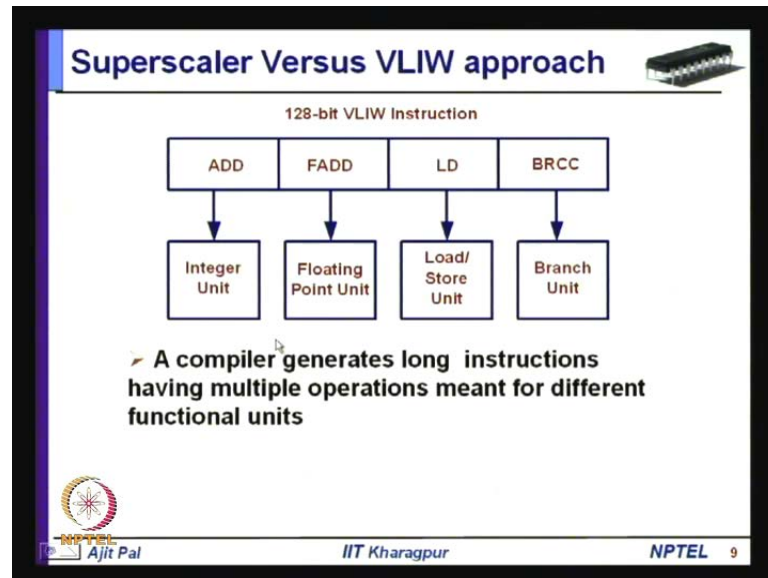 Superscaler Versus VLIW approach
128-bit VLIW Instruction
ADD FADD LD BRCC
Integer Unit
Floating Point Unit
Load/ Store Unit
Branch Unit
➢ A compiler generates long instructions
having multiple operations meant for different
functional units
NPTEL
Ajit Pal IIT Kharagpur NPTEL 9